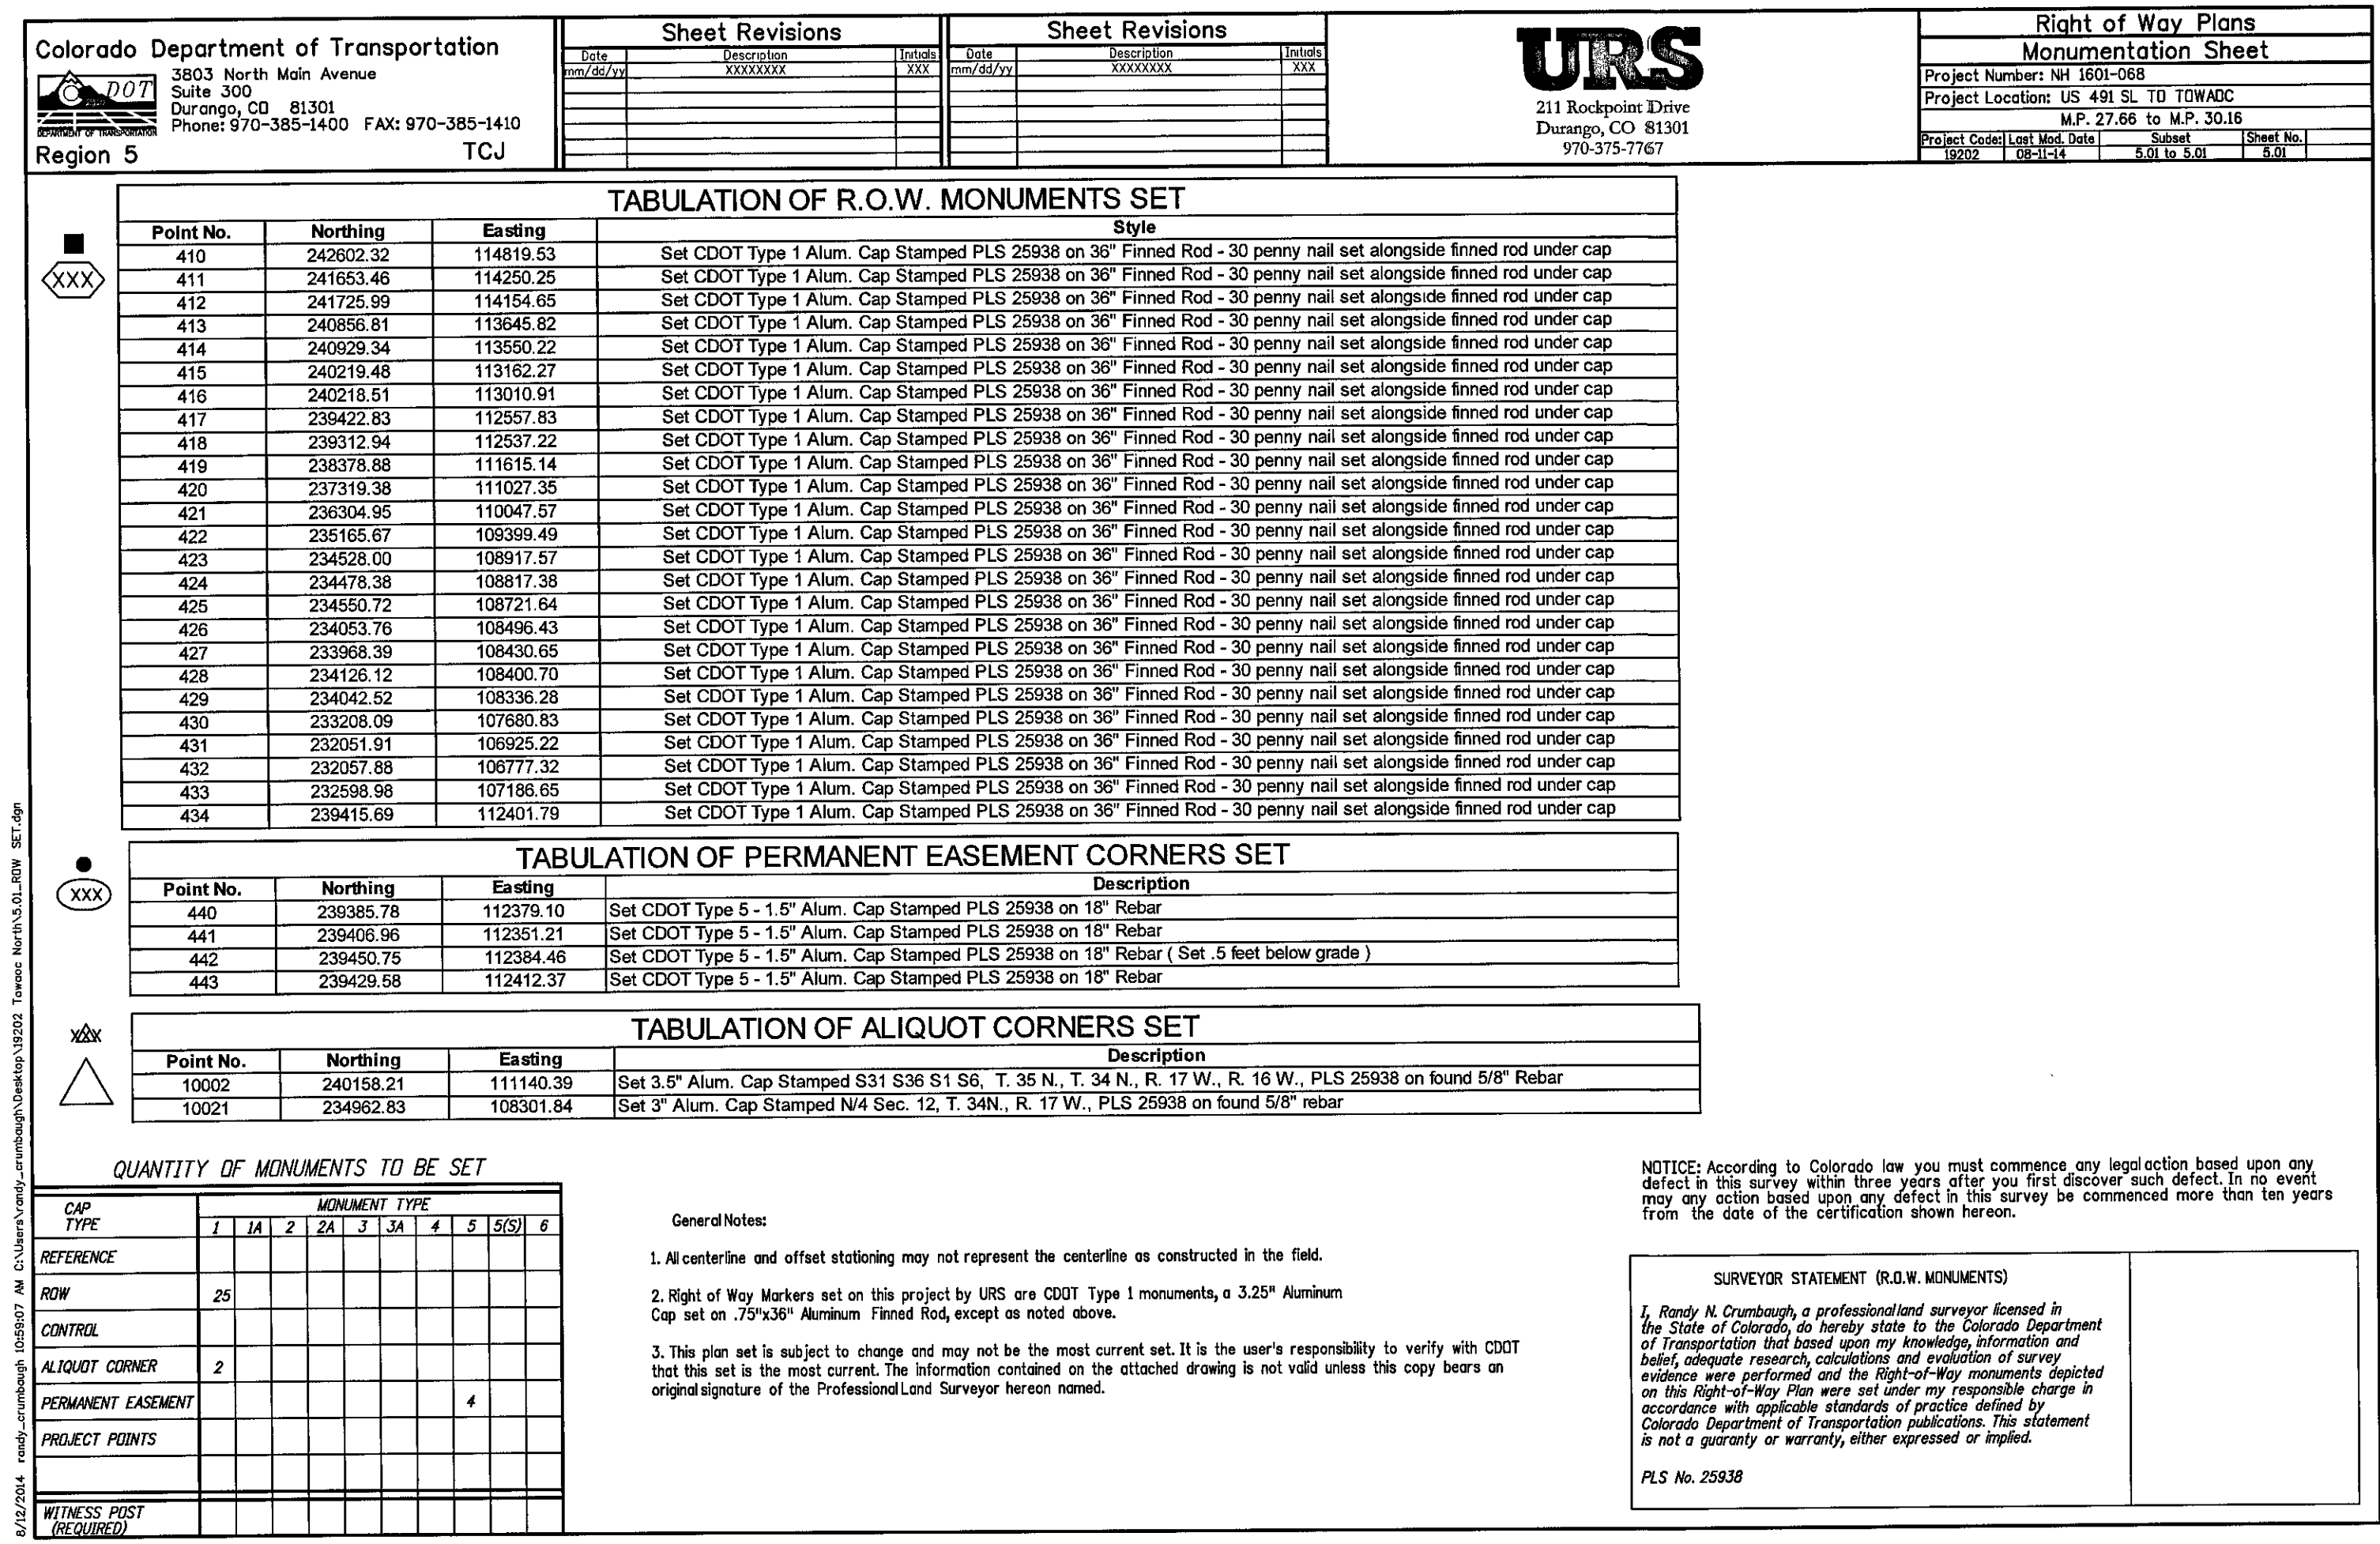 Colorado Department of Transportation
DOT
DEPARTMENT OF TRANSPORTATION
3803 North Main Avenue
Suite 300
Durango, CO 81301
Phone: 970-385-1400 FAX: 970-385-1410
Region 5 TCJ
Sheet Revisions
Date Description Initials
mm/dd/yy XXXXXXXX XXX
Sheet Revisions
Date Description Initials
mm/dd/yy XXXXXXXX XXX
URS
211 Rockpoint Drive
Durango, CO 81301
970-375-7767
Right of Way Plans
Monumentation Sheet
Project Number: NH 1601-068
Project Location: US 491 SL TO TOWAOC
M.P. 27.66 to M.P. 30.16
Project Code: Last Mod. Date Subset Sheet No.
19202 08-11-14 5.01 to 5.01 5.01
TABULATION OF R.O.W. MONUMENTS SET
XXX
Point No. Northing Easting Style
410 242602.32 114819.53 Set CDOT Type 1 Alum. Cap Stamped PLS 25938 on 36" Finned Rod - 30 penny nail set alongside finned rod under cap
411 241653.46 114250.25 Set CDOT Type 1 Alum. Cap Stamped PLS 25938 on 36" Finned Rod - 30 penny nail set alongside finned rod under cap
412 241725.99 114154.65 Set CDOT Type 1 Alum. Cap Stamped PLS 25938 on 36" Finned Rod - 30 penny nail set alongside finned rod under cap
413 240856.81 113645.82 Set CDOT Type 1 Alum. Cap Stamped PLS 25938 on 36" Finned Rod - 30 penny nail set alongside finned rod under cap
414 240929.34 113550.22 Set CDOT Type 1 Alum. Cap Stamped PLS 25938 on 36" Finned Rod - 30 penny nail set alongside finned rod under cap
415 240219.48 113162.27 Set CDOT Type 1 Alum. Cap Stamped PLS 25938 on 36" Finned Rod - 30 penny nail set alongside finned rod under cap
416 240218.51 113010.91 Set CDOT Type 1 Alum. Cap Stamped PLS 25938 on 36" Finned Rod - 30 penny nail set alongside finned rod under cap
417 239422.83 112557.83 Set CDOT Type 1 Alum. Cap Stamped PLS 25938 on 36" Finned Rod - 30 penny nail set alongside finned rod under cap
418 239312.94 112537.22 Set CDOT Type 1 Alum. Cap Stamped PLS 25938 on 36" Finned Rod - 30 penny nail set alongside finned rod under cap
419 238378.88 111615.14 Set CDOT Type 1 Alum. Cap Stamped PLS 25938 on 36" Finned Rod - 30 penny nail set alongside finned rod under cap
420 237319.38 111027.35 Set CDOT Type 1 Alum. Cap Stamped PLS 25938 on 36" Finned Rod - 30 penny nail set alongside finned rod under cap
421 236304.95 110047.57 Set CDOT Type 1 Alum. Cap Stamped PLS 25938 on 36" Finned Rod - 30 penny nail set alongside finned rod under cap
422 235165.67 109399.49 Set CDOT Type 1 Alum. Cap Stamped PLS 25938 on 36" Finned Rod - 30 penny nail set alongside finned rod under cap
423 234528.00 108917.57 Set CDOT Type 1 Alum. Cap Stamped PLS 25938 on 36" Finned Rod - 30 penny nail set alongside finned rod under cap
424 234478.38 108817.38 Set CDOT Type 1 Alum. Cap Stamped PLS 25938 on 36" Finned Rod - 30 penny nail set alongside finned rod under cap
425 234550.72 108721.64 Set CDOT Type 1 Alum. Cap Stamped PLS 25938 on 36" Finned Rod - 30 penny nail set alongside finned rod under cap
426 234053.76 108496.43 Set CDOT Type 1 Alum. Cap Stamped PLS 25938 on 36" Finned Rod - 30 penny nail set alongside finned rod under cap
427 233968.39 108430.65 Set CDOT Type 1 Alum. Cap Stamped PLS 25938 on 36" Finned Rod - 30 penny nail set alongside finned rod under cap
428 234126.12 108400.70 Set CDOT Type 1 Alum. Cap Stamped PLS 25938 on 36" Finned Rod - 30 penny nail set alongside finned rod under cap
429 234042.52 108336.28 Set CDOT Type 1 Alum. Cap Stamped PLS 25938 on 36" Finned Rod - 30 penny nail set alongside finned rod under cap
430 233208.09 107680.83 Set CDOT Type 1 Alum. Cap Stamped PLS 25938 on 36" Finned Rod - 30 penny nail set alongside finned rod under cap
431 232051.91 106925.22 Set CDOT Type 1 Alum. Cap Stamped PLS 25938 on 36" Finned Rod - 30 penny nail set alongside finned rod under cap
432 232057.88 106777.32 Set CDOT Type 1 Alum. Cap Stamped PLS 25938 on 36" Finned Rod - 30 penny nail set alongside finned rod under cap
433 232598.98 107186.65 Set CDOT Type 1 Alum. Cap Stamped PLS 25938 on 36" Finned Rod - 30 penny nail set alongside finned rod under cap
434 239415.69 112401.79 Set CDOT Type 1 Alum. Cap Stamped PLS 25938 on 36" Finned Rod - 30 penny nail set alongside finned rod under cap
TABULATION OF PERMANENT EASEMENT CORNERS SET
XXX
Point No. Northing Easting Description
440 239385.78 112379.10 Set CDOT Type 5 - 1.5" Alum. Cap Stamped PLS 25938 on 18" Rebar
441 239406.96 112351.21 Set CDOT Type 5 - 1.5" Alum. Cap Stamped PLS 25938 on 18" Rebar
442 239450.75 112384.46 Set CDOT Type 5 - 1.5" Alum. Cap Stamped PLS 25938 on 18" Rebar ( Set .5 feet below grade )
443 239429.58 112412.37 Set CDOT Type 5 - 1.5" Alum. Cap Stamped PLS 25938 on 18" Rebar
TABULATION OF ALIQUOT CORNERS SET
XXX
Point No. Northing Easting Description
10002 240158.21 111140.39 Set 3.5" Alum. Cap Stamped S31 S36 S1 S6, T. 35 N., T. 34 N., R. 17 W., R. 16 W., PLS 25938 on found 5/8" Rebar
10021 234962.83 108301.84 Set 3" Alum. Cap Stamped N/4 Sec. 12, T. 34N., R. 17 W., PLS 25938 on found 5/8" rebar
QUANTITY OF MONUMENTS TO BE SET
CAP TYPE MONUMENT TYPE
1 1A 2 2A 3 3A 4 5 5(S) 6
REFERENCE
ROW 25
CONTROL
ALIQUOT CORNER 2
PERMANENT EASEMENT 4
PROJECT POINTS
WITNESS POST
(REQUIRED)
General Notes:
1. All centerline and offset stationing may not represent the centerline as constructed in the field.
2. Right of Way Markers set on this project by URS are CDOT Type 1 monuments, a 3.25" Aluminum
Cap set on .75"x36" Aluminum Finned Rod, except as noted above.
3. This plan set is subject to change and may not be the most current set. It is the user's responsibility to verify with CDOT
that this set is the most current. The information contained on the attached drawing is not valid unless this copy bears an
original signature of the Professional Land Surveyor hereon named.
NOTICE: According to Colorado law you must commence any legal action based upon any
defect in this survey within three years after you first discover such defect. In no event
may any action based upon any defect in this survey be commenced more than ten years
from the date of the certification shown hereon.
SURVEYOR STATEMENT (R.O.W. MONUMENTS)
I, Randy N. Crumbaugh, a professional land surveyor licensed in
the State of Colorado, do hereby state to the Colorado Department
of Transportation that based upon my knowledge, information and
belief, adequate research, calculations and evaluation of survey
evidence were performed and the Right-of-Way monuments depicted
on this Right-of-Way Plan were set under my responsible charge in
accordance with applicable standards of practice defined by
Colorado Department of Transportation publications. This statement
is not a guaranty or warranty, either expressed or implied.
PLS No. 25938
8/12/2014 randy_crumbaugh 10:59:07 AM C:\Users\randy_crumbaugh\Desktop\19202 Towaoc North\5.01_ROW SET.dgn